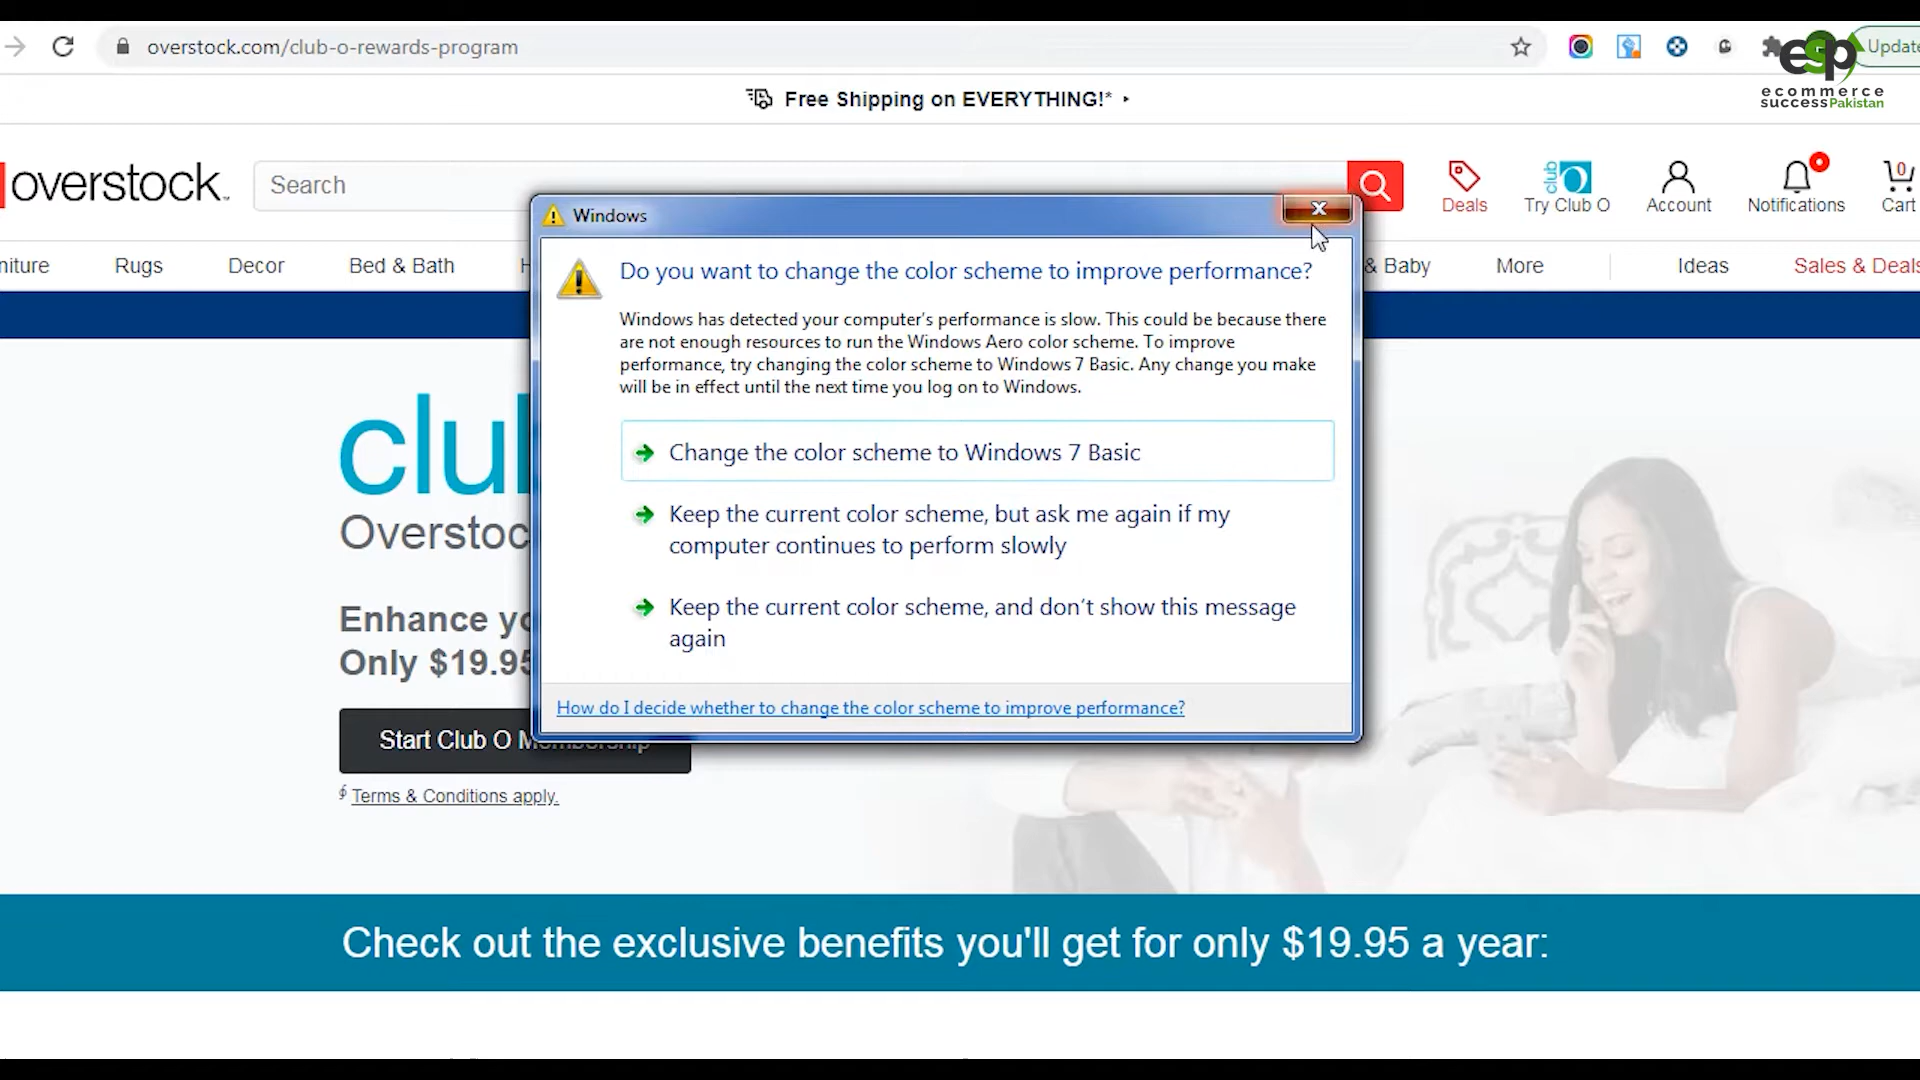 overstock.com/club-o-rewards-program
Update
esp
ecommerce
success Pakistan
Free Shipping on EVERYTHING!*
overstock.
Search
Deals
club O
Try Club O
Account
Notifications
0
Cart
niture
Rugs
Decor
Bed & Bath
H
& Baby
More
Ideas
Sales & Deals
Windows
Do you want to change the color scheme to improve performance?
Windows has detected your computer's performance is slow. This could be because there
are not enough resources to run the Windows Aero color scheme. To improve
performance, try changing the color scheme to Windows 7 Basic. Any change you make
will be in effect until the next time you log on to Windows.
Change the color scheme to Windows 7 Basic
Keep the current color scheme, but ask me again if my
computer continues to perform slowly
Keep the current color scheme, and don't show this message
again
How do I decide whether to change the color scheme to improve performance?
club
Overstoc
Enhance yo
Only $19.95
Start Club O Membership
Terms & Conditions apply.
Check out the exclusive benefits you'll get for only $19.95 a year: